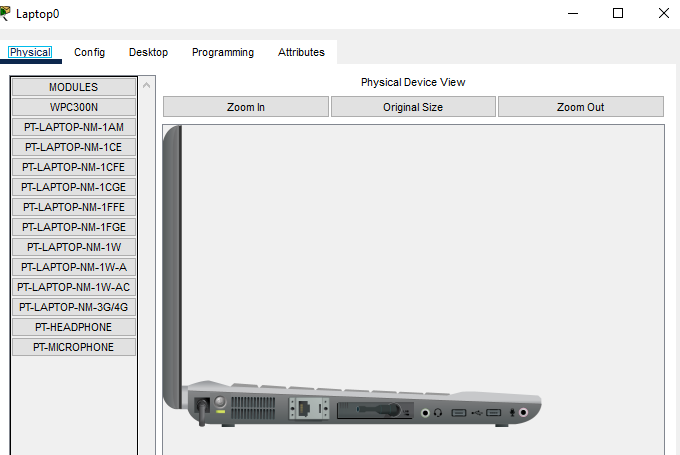 Laptop0
Physical Config Desktop Programming Attributes
MODULES
WPC300N
PT-LAPTOP-NM-1AM
PT-LAPTOP-NM-1CE
PT-LAPTOP-NM-1CFE
PT-LAPTOP-NM-1CGE
PT-LAPTOP-NM-1FFE
PT-LAPTOP-NM-1FGE
PT-LAPTOP-NM-1W
PT-LAPTOP-NM-1W-A
PT-LAPTOP-NM-1W-AC
PT-LAPTOP-NM-3G/4G
PT-HEADPHONE
PT-MICROPHONE
Physical Device View
Zoom In Original Size Zoom Out